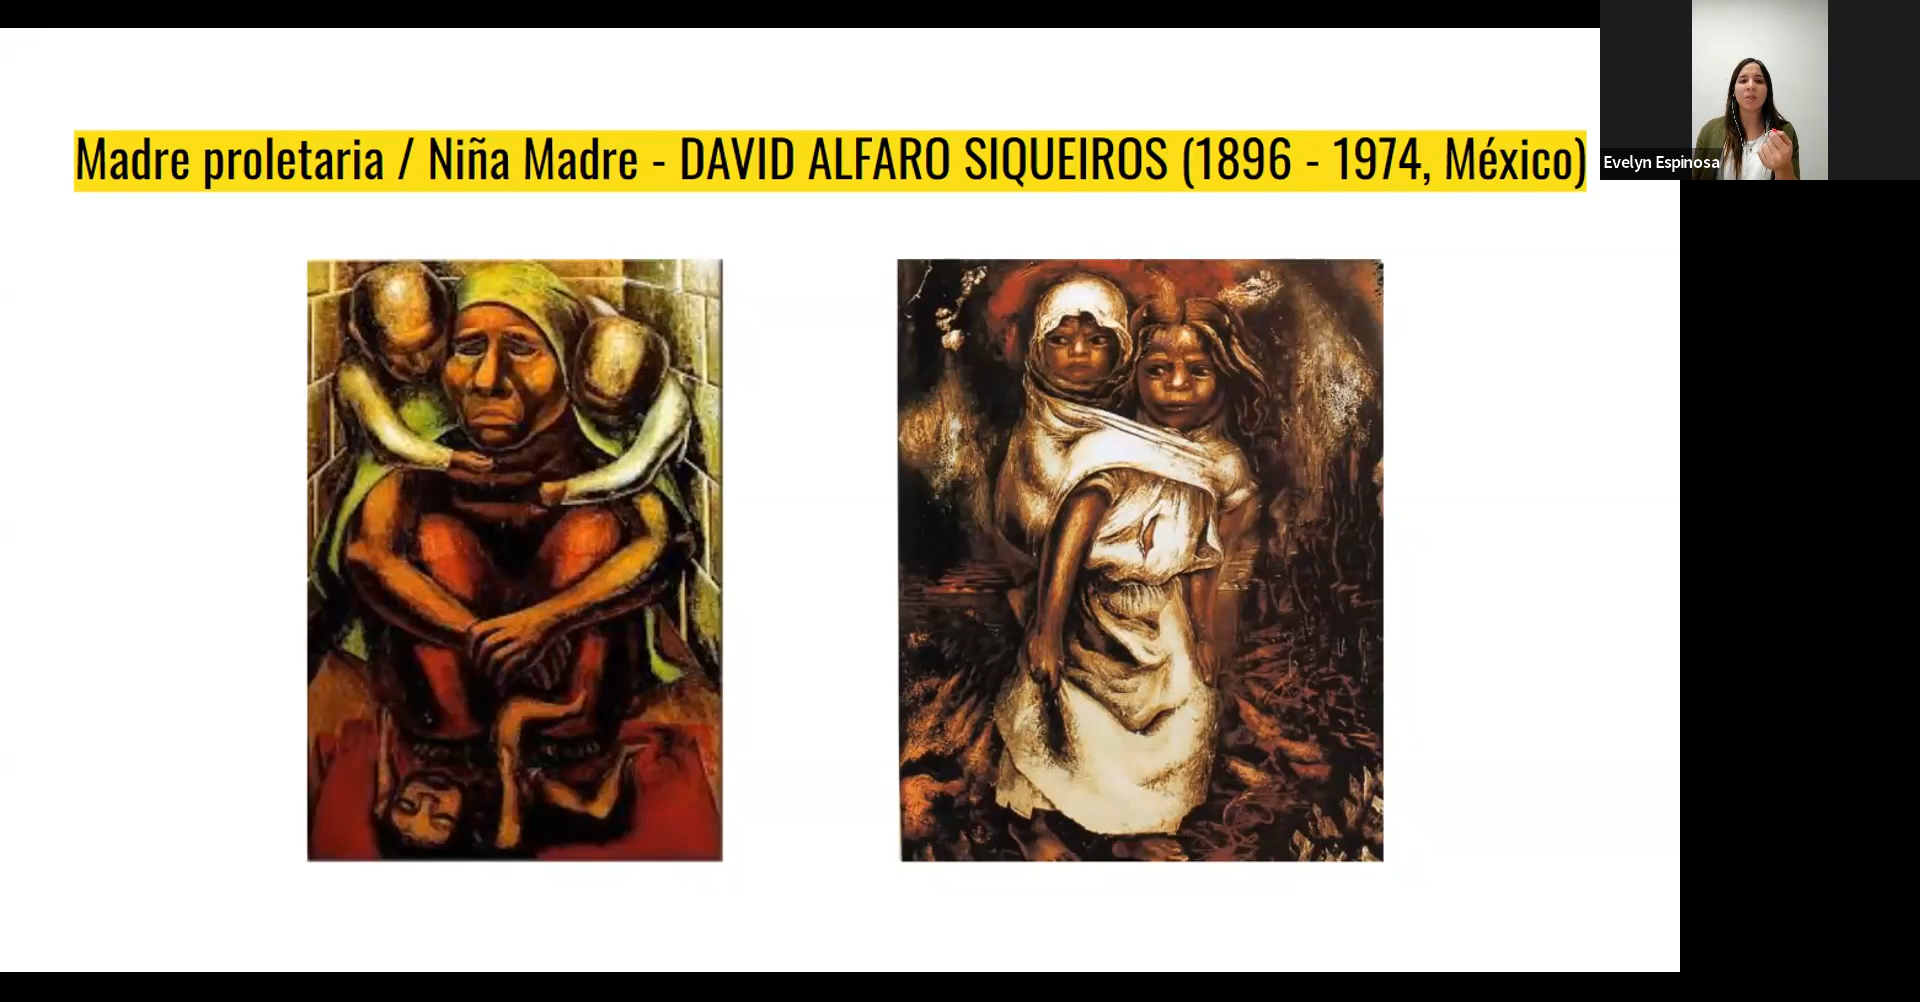 Madre proletaria / Niña Madre - DAVID ALFARO SIQUEIROS (1896 - 1974, México)
Evelyn Espinosa